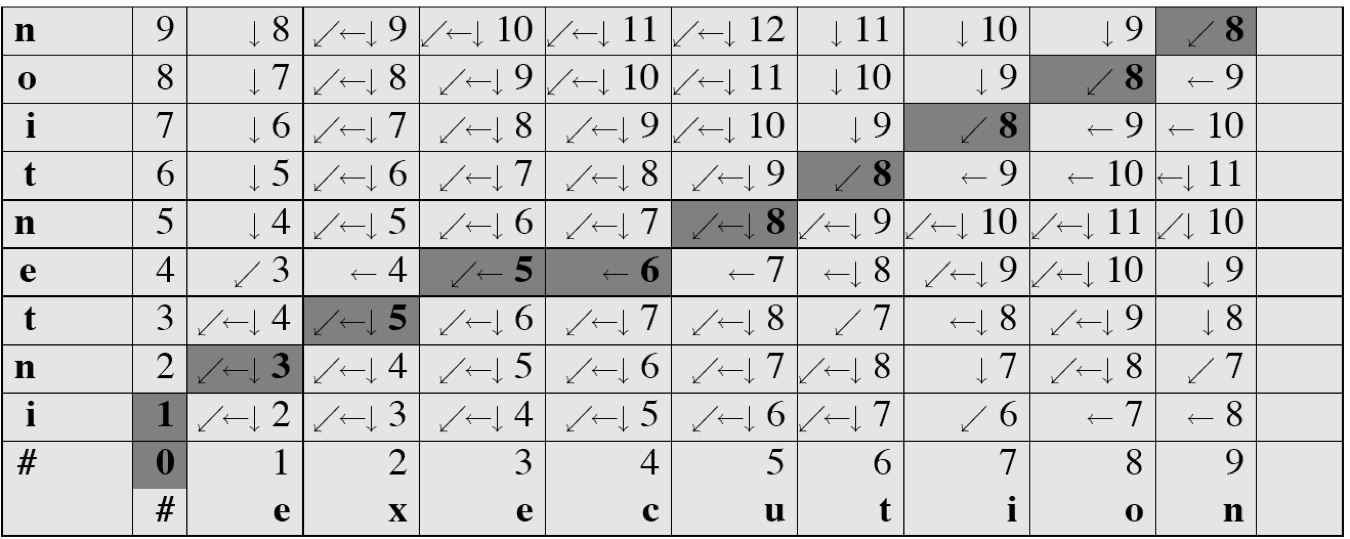 n 9 ↓ 8 ↙←↓ 9 ↙←↓ 10 ↙←↓ 11 ↙←↓ 12 ↓ 11 ↓ 10 ↓ 9 ↙ 8
o 8 ↓ 7 ↙←↓ 8 ↙←↓ 9 ↙←↓ 10 ↙←↓ 11 ↓ 10 ↓ 9 ↙ 8 ← 9
i 7 ↓ 6 ↙←↓ 7 ↙←↓ 8 ↙←↓ 9 ↙←↓ 10 ↓ 9 ↙ 8 ← 9 ← 10
t 6 ↓ 5 ↙←↓ 6 ↙←↓ 7 ↙←↓ 8 ↙←↓ 9 ↙ 8 ← 9 ← 10 ←↓ 11
n 5 ↓ 4 ↙←↓ 5 ↙←↓ 6 ↙←↓ 7 ↙←↓ 8 ↙←↓ 9 ↙←↓ 10 ↙←↓ 11 ↙↓ 10
e 4 ↙ 3 ← 4 ↙← 5 ← 6 ← 7 ←↓ 8 ↙←↓ 9 ↙←↓ 10 ↓ 9
t 3 ↙←↓ 4 ↙←↓ 5 ↙←↓ 6 ↙←↓ 7 ↙←↓ 8 ↙ 7 ←↓ 8 ↙←↓ 9 ↓ 8
n 2 ↙←↓ 3 ↙←↓ 4 ↙←↓ 5 ↙←↓ 6 ↙←↓ 7 ↙←↓ 8 ↓ 7 ↙←↓ 8 ↙ 7
i 1 ↙←↓ 2 ↙←↓ 3 ↙←↓ 4 ↙←↓ 5 ↙←↓ 6 ↙←↓ 7 ↙ 6 ← 7 ← 8
# 0 1 2 3 4 5 6 7 8 9
# e x e c u t i o n